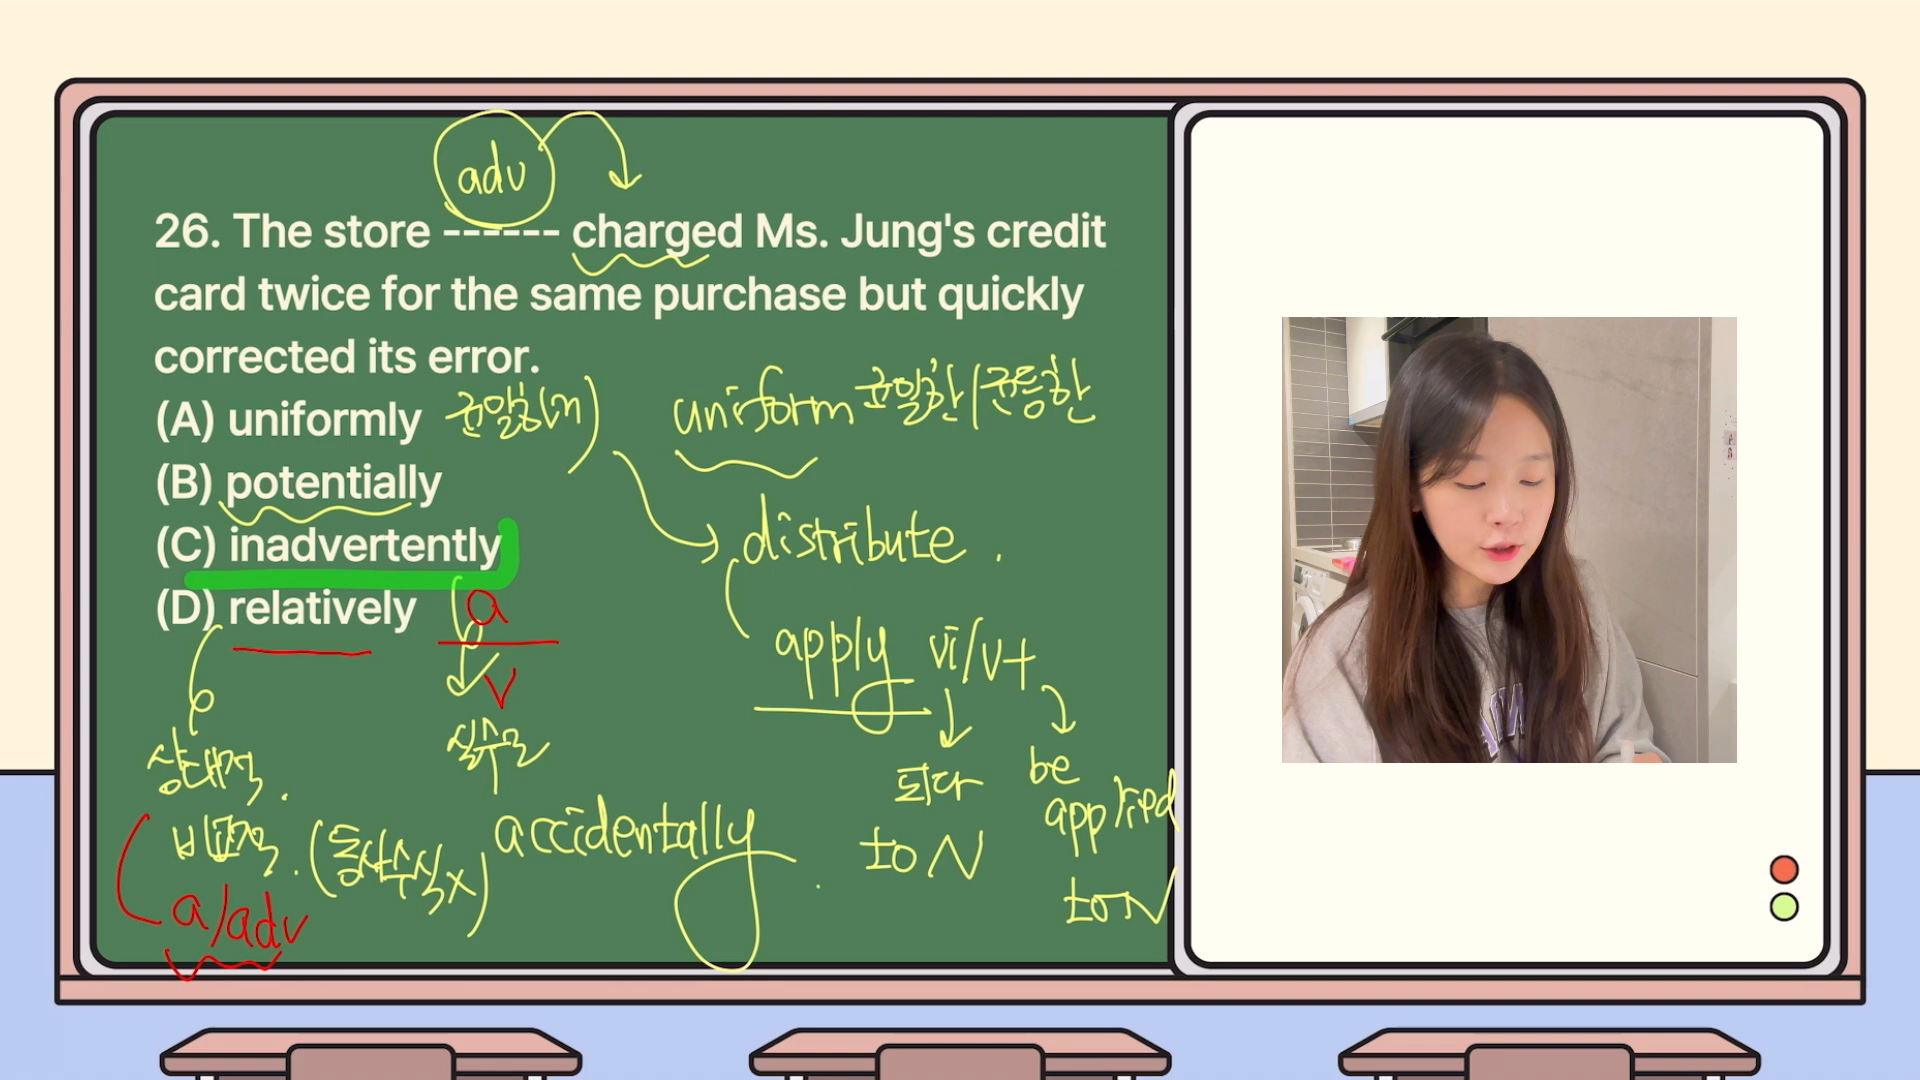 adv
26. The store ------ charged Ms. Jung's credit
card twice for the same purchase but quickly
corrected its error.
(A) uniformly 균일하게)
uniform 균일한/균등한
(B) potentially
distribute.
(C) inadvertently
(D) relatively
a
v
apply vi/vt
실수로
되다
to N
be
applied
to N
상대적.
비교적.
(동사수식x)
accidentally
a/adv